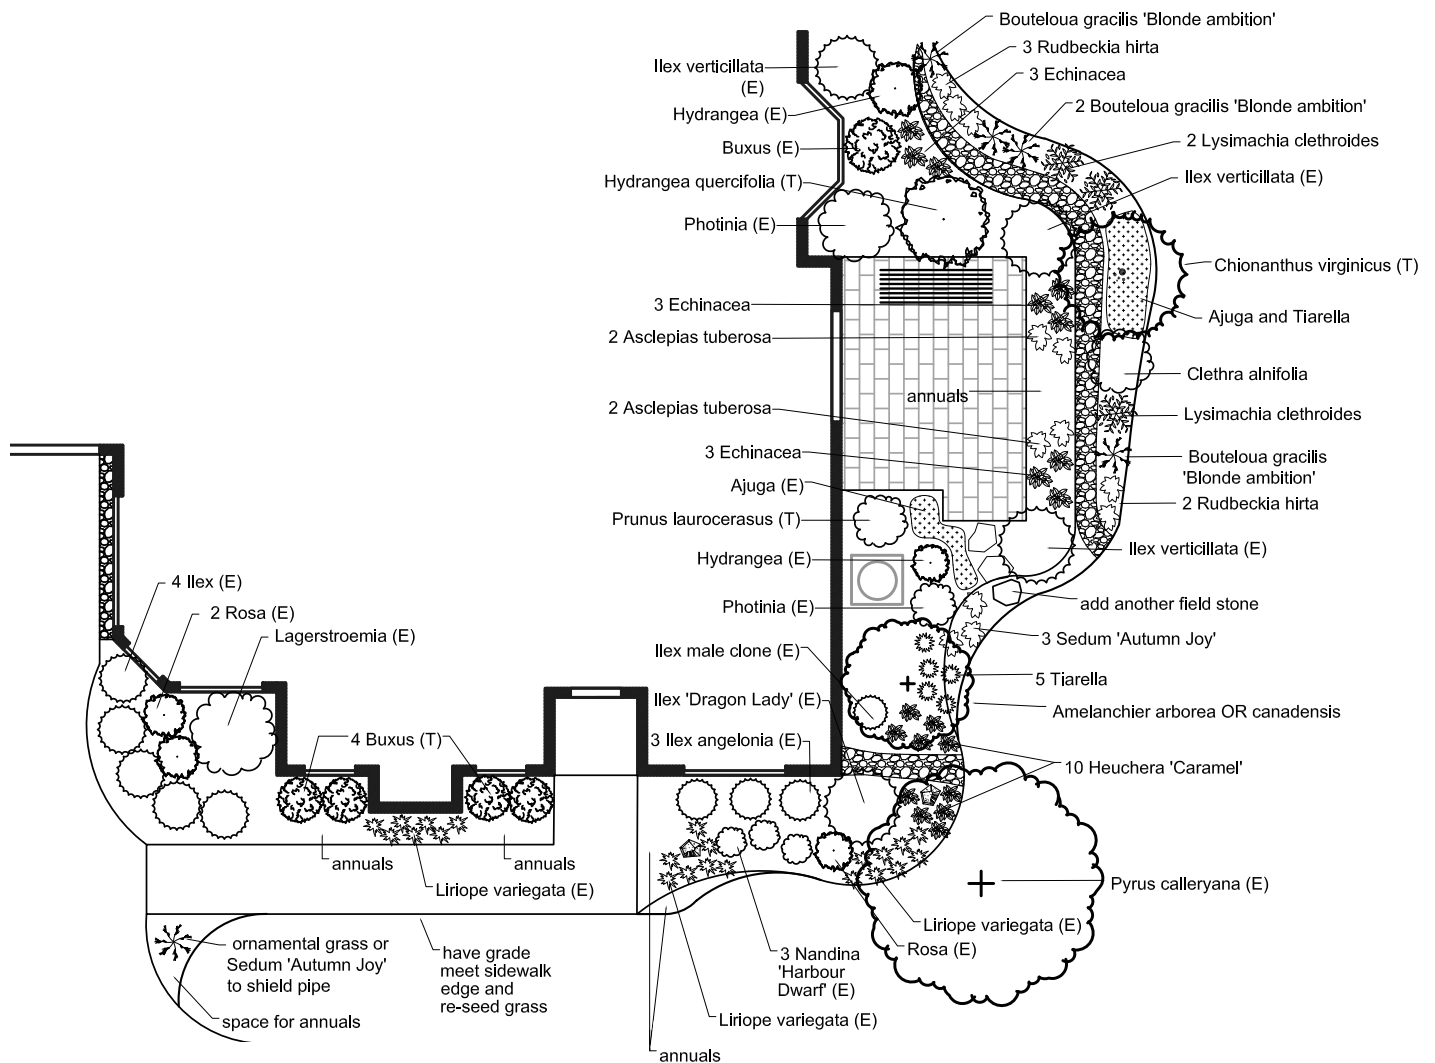 Bouteloua gracilis 'Blonde ambition'
3 Rudbeckia hirta
3 Echinacea
2 Bouteloua gracilis 'Blonde ambition'
2 Lysimachia clethroides
Ilex verticillata (E)
Chionanthus virginicus (T)
Ajuga and Tiarella
Clethra alnifolia
Lysimachia clethroides
Bouteloua gracilis
'Blonde ambition'
2 Rudbeckia hirta
Ilex verticillata (E)
add another field stone
3 Sedum 'Autumn Joy'
5 Tiarella
Amelanchier arborea OR canadensis
10 Heuchera 'Caramel'
Pyrus calleryana (E)
Ilex verticillata
(E)
Hydrangea (E)
Buxus (E)
Hydrangea quercifolia (T)
Photinia (E)
3 Echinacea
2 Asclepias tuberosa
annuals
2 Asclepias tuberosa
3 Echinacea
Ajuga (E)
Prunus laurocerasus (T)
Hydrangea (E)
Photinia (E)
Ilex male clone (E)
Ilex 'Dragon Lady' (E)
3 Ilex angelonia (E)
4 Ilex (E)
2 Rosa (E)
Lagerstroemia (E)
4 Buxus (T)
annuals
annuals
Liriope variegata (E)
Liriope variegata (E)
Rosa (E)
ornamental grass or
Sedum 'Autumn Joy'
to shield pipe
space for annuals
have grade
meet sidewalk
edge and
re-seed grass
3 Nandina
'Harbour
Dwarf' (E)
Liriope variegata (E)
annuals